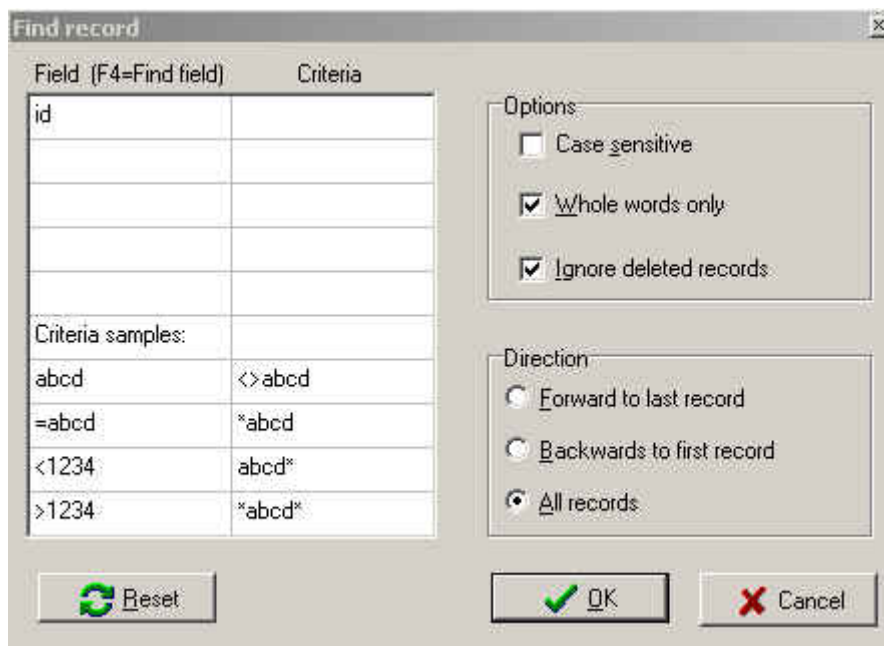 Find record
Field (F4=Find field) Criteria
id
Criteria samples:
abcd <>abcd
=abcd *abcd
<1234 abcd*
>1234 *abcd*
Options
Case sensitive
Whole words only
Ignore deleted records
Direction
Forward to last record
Backwards to first record
All records
Reset
OK
Cancel